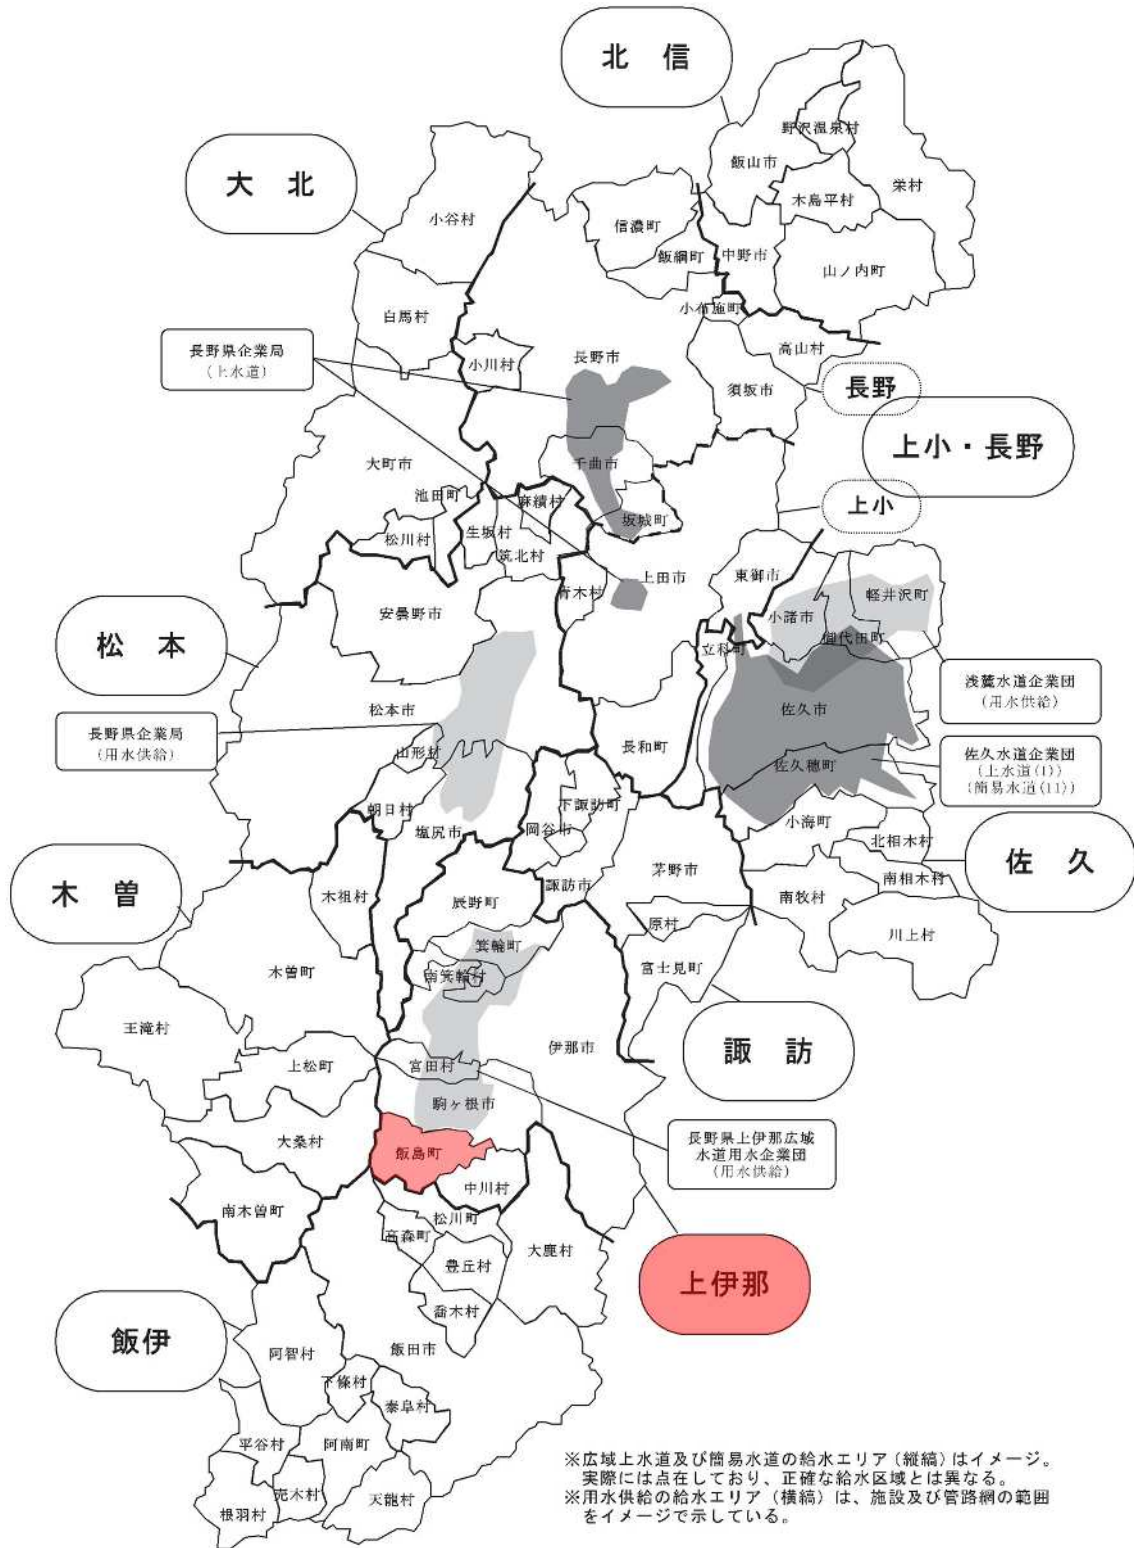 北 信
野沢温泉村
飯山市
栄村
木島平村
大 北
小谷村
信濃町
飯綱町
中野市
山ノ内町
小布施町
白馬村
高山村
長野県企業局
(上水道)
小川村
長野市
須坂市
長野
上小・長野
大町市
千曲市
池田町
麻績村
生坂村
坂城町
上小
松川村
筑北村
上田市
東御市
青木村
軽井沢町
安曇野市
小諸市
御代田町
松 本
立科町
浅麓水道企業団
(用水供給)
松本市
佐久市
長野県企業局
(用水供給)
山形村
長和町
佐久穂町
佐久水道企業団
(上水道(1))
(簡易水道(11))
朝日村
下諏訪町
塩尻市
岡谷市
小海町
北相木村
佐 久
木 曽
木祖村
辰野町
諏訪市
茅野市
南相木村
南牧村
箕輪町
原村
川上村
木曽町
南箕輪村
富士見町
王滝村
伊那市
諏 訪
上松町
宮田村
駒ヶ根市
大桑村
飯島町
長野県上伊那広域
水道用水企業団
(用水供給)
中川村
南木曽町
松川町
高森町
大鹿村
豊丘村
上伊那
喬木村
飯伊
飯田市
阿智村
下條村
泰阜村
平谷村
阿南町
売木村
天龍村
根羽村
※広域上水道及び簡易水道の給水エリア(縦縞)はイメージ。
実際には点在しており、正確な給水区域とは異なる。
※用水供給の給水エリア(横縞)は、施設及び管路網の範囲
をイメージで示している。